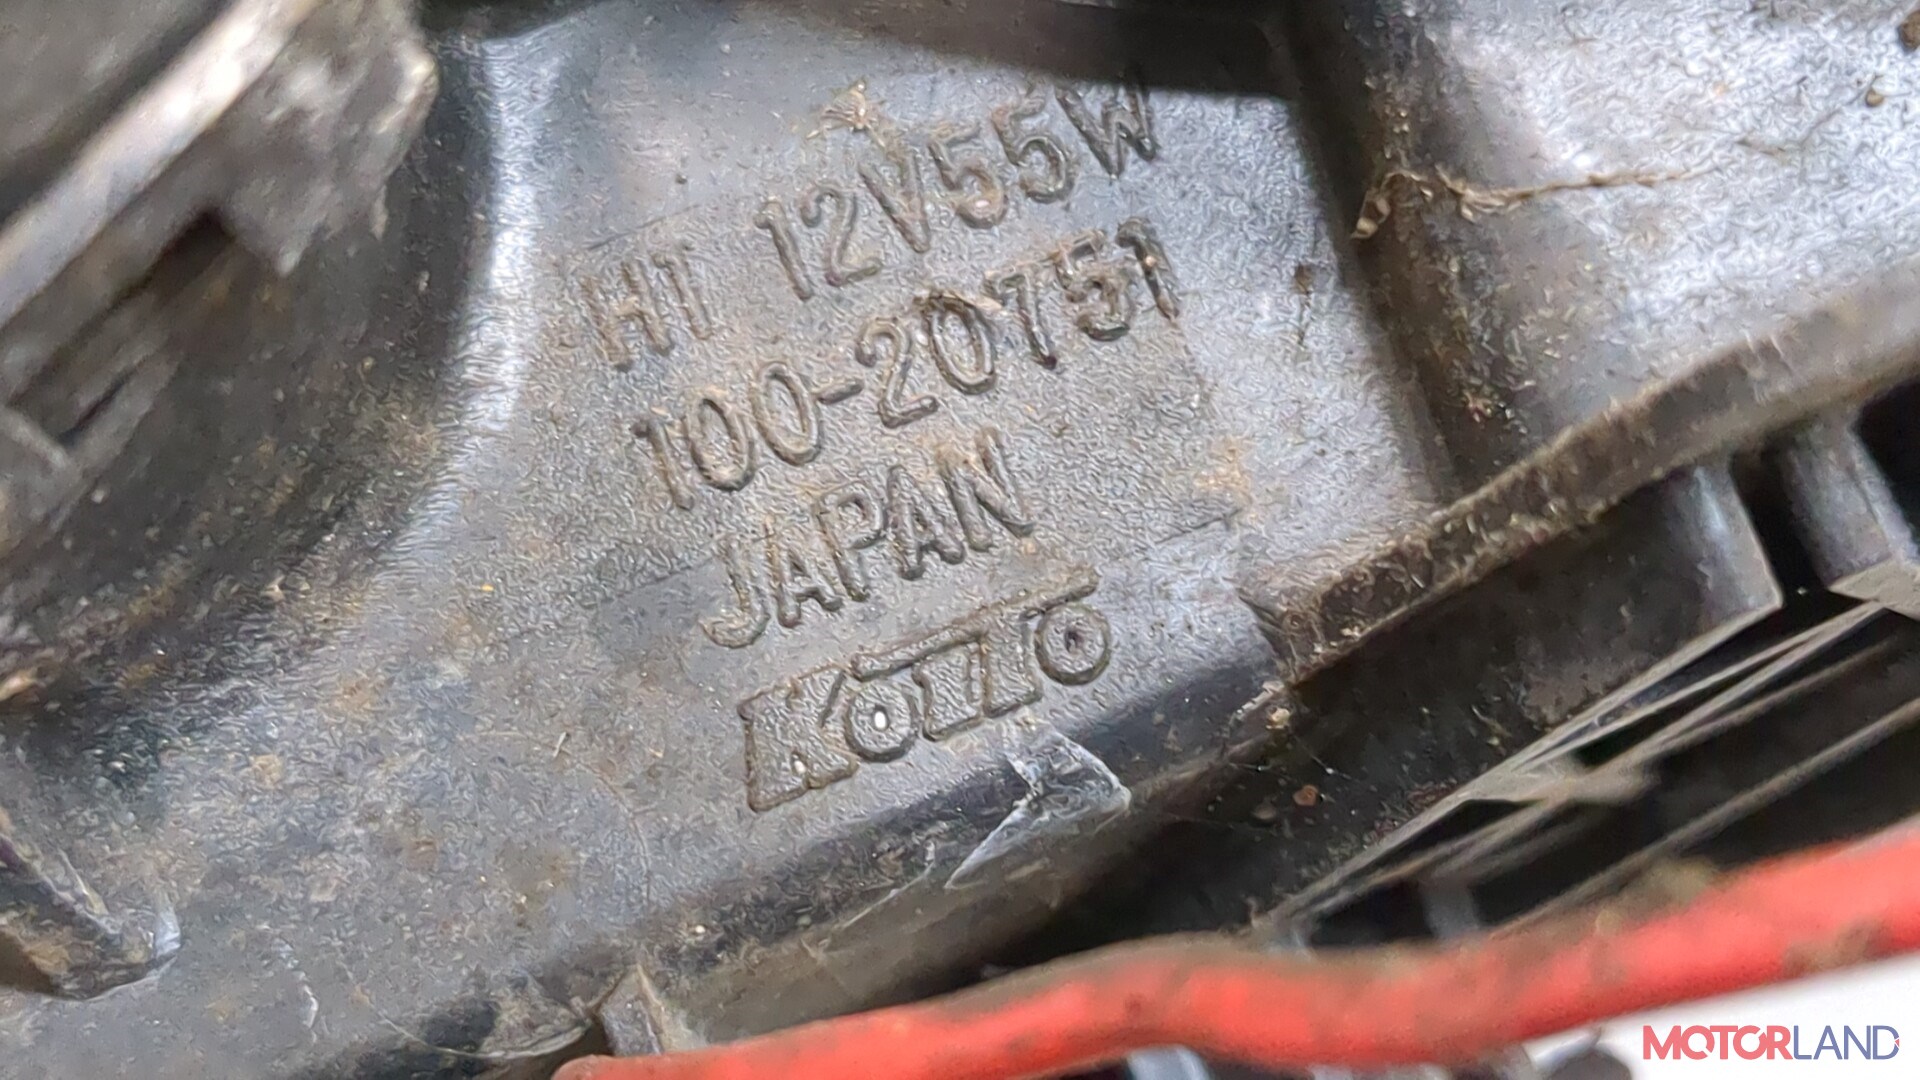 H1 12V55W
100-20751
JAPAN
KOITO
MOTORLAND